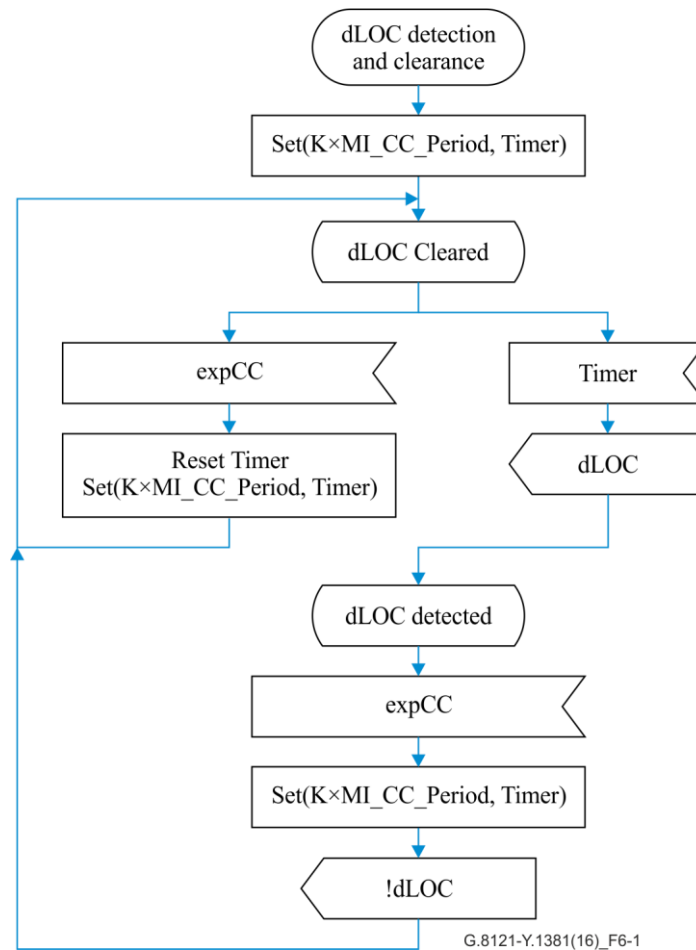 dLOC detection
and clearance
Set(K×MI_CC_Period, Timer)
dLOC Cleared
expCC
Timer
Reset Timer
Set(K×MI_CC_Period, Timer)
dLOC
dLOC detected
expCC
Set(K×MI_CC_Period, Timer)
!dLOC
G.8121-Y.1381(16)_F6-1